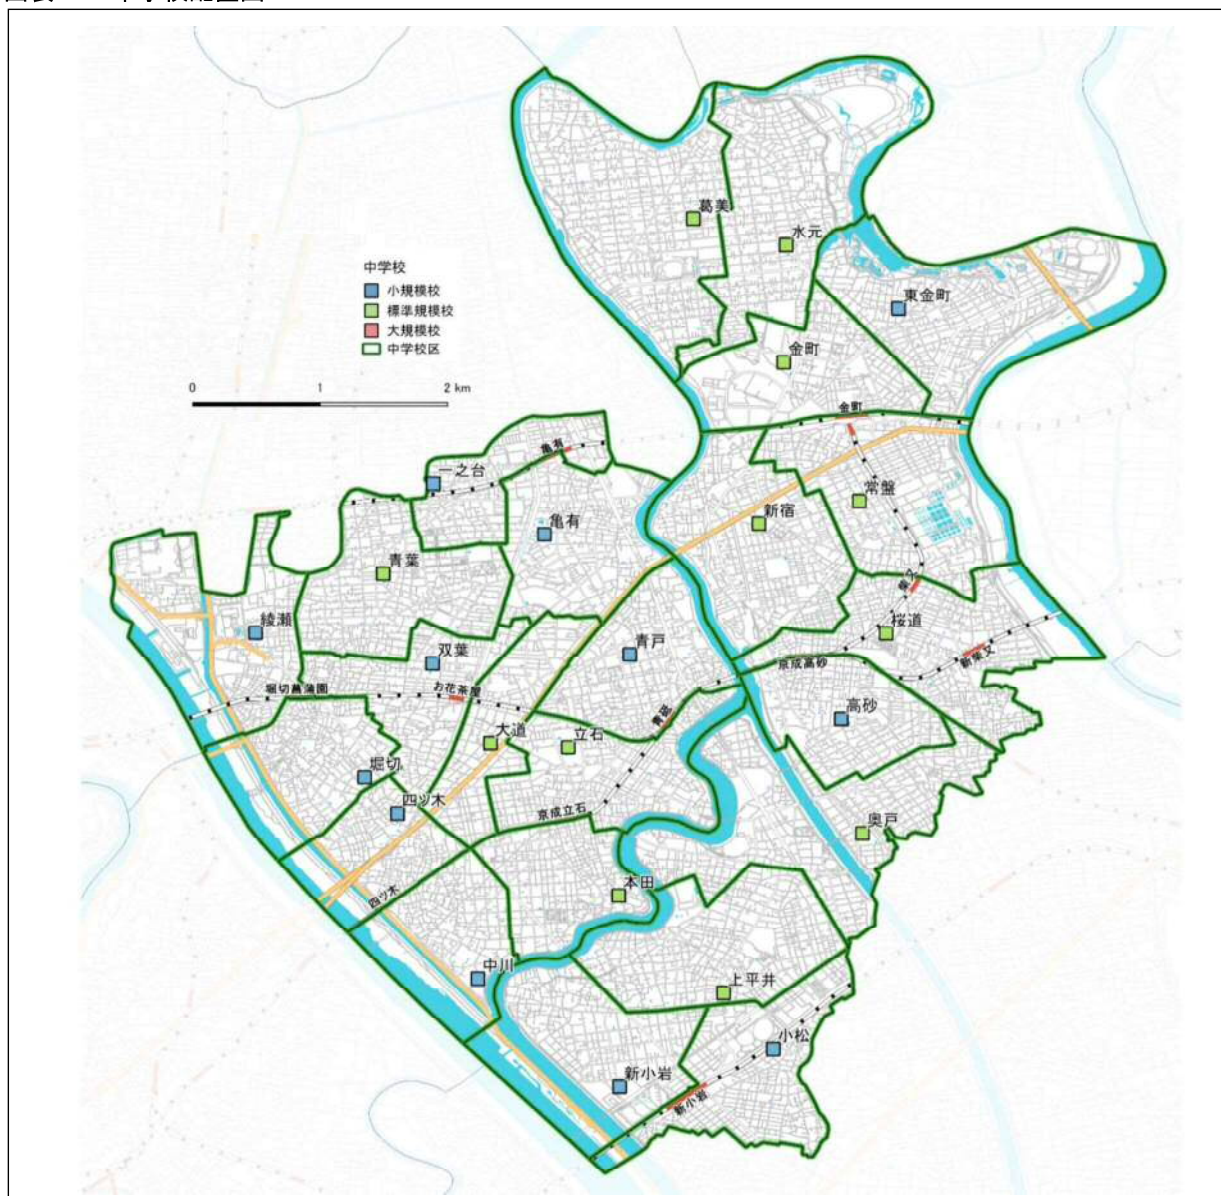 葛美
水元
中学校
小規模校
標準規模校
大規模校
中学校区
東金町
金町
0 1 2 km
金町
亀有
一之台
常盤
新宿
亀有
青葉
柴又
綾瀬
桜道
双葉
青戸
新柴又
京成高砂
堀切菖蒲園
お花茶屋
高砂
青砥
大道
立石
堀切
四ツ木
京成立石
奥戸
本田
四ツ木
中川
上平井
小松
新小岩
新小岩